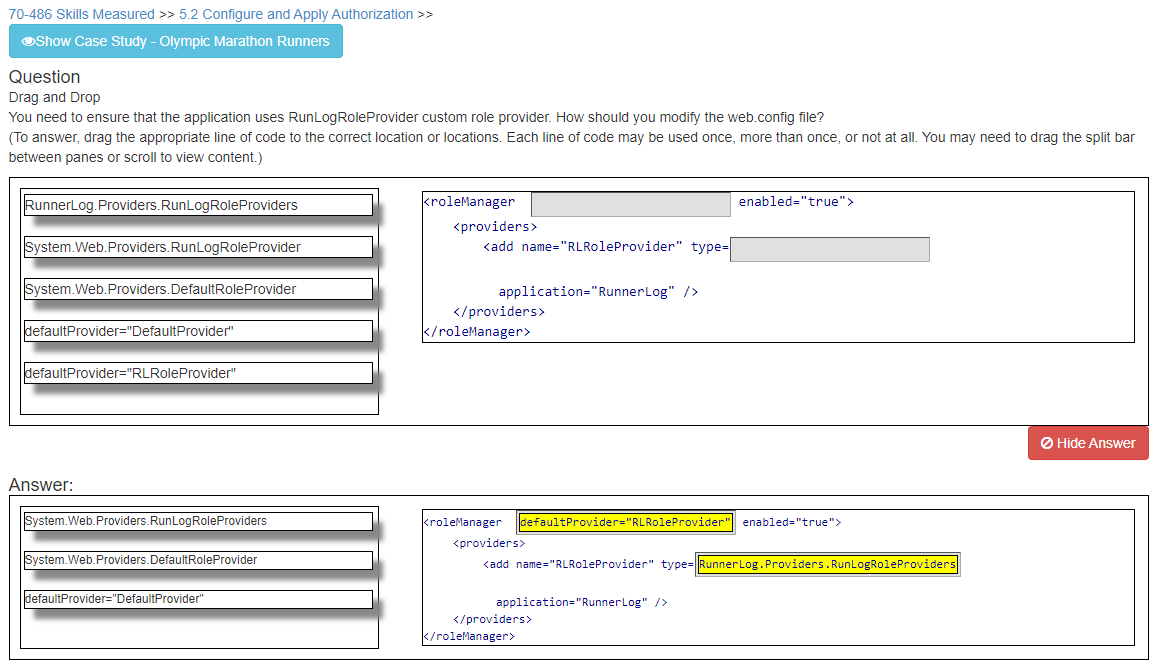 70-486 Skills Measured >> 5.2 Configure and Apply Authorization >>
Show Case Study - Olympic Marathon Runners
Question
Drag and Drop
You need to ensure that the application uses RunLogRoleProvider custom role provider. How should you modify the web.config file?
(To answer, drag the appropriate line of code to the correct location or locations. Each line of code may be used once, more than once, or not at all. You may need to drag the split bar
between panes or scroll to view content.)
RunnerLog.Providers.RunLogRoleProviders
System.Web.Providers.RunLogRoleProvider
System.Web.Providers.DefaultRoleProvider
defaultProvider="DefaultProvider"
defaultProvider="RLRoleProvider"
<roleManager enabled="true">
<providers>
<add name="RLRoleProvider" type=
application="RunnerLog" />
</providers>
</roleManager>
Hide Answer
Answer:
System.Web.Providers.RunLogRoleProviders
System.Web.Providers.DefaultRoleProvider
defaultProvider="DefaultProvider"
<roleManager defaultProvider="RLRoleProvider" enabled="true">
<providers>
<add name="RLRoleProvider" type=RunnerLog.Providers.RunLogRoleProviders
application="RunnerLog" />
</providers>
</roleManager>